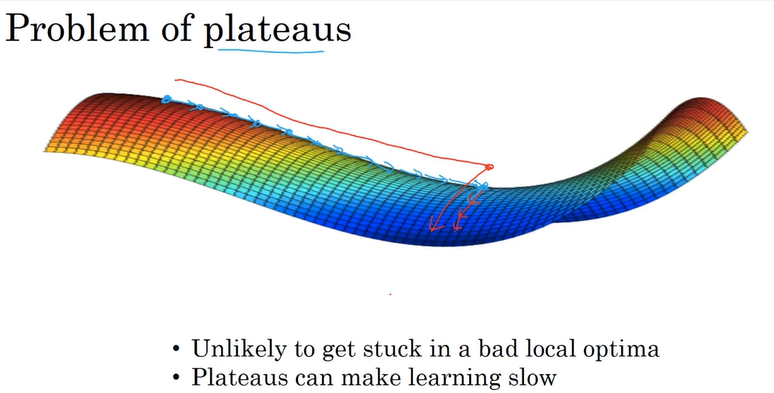 Problem of plateaus
• Unlikely to get stuck in a bad local optima
• Plateaus can make learning slow